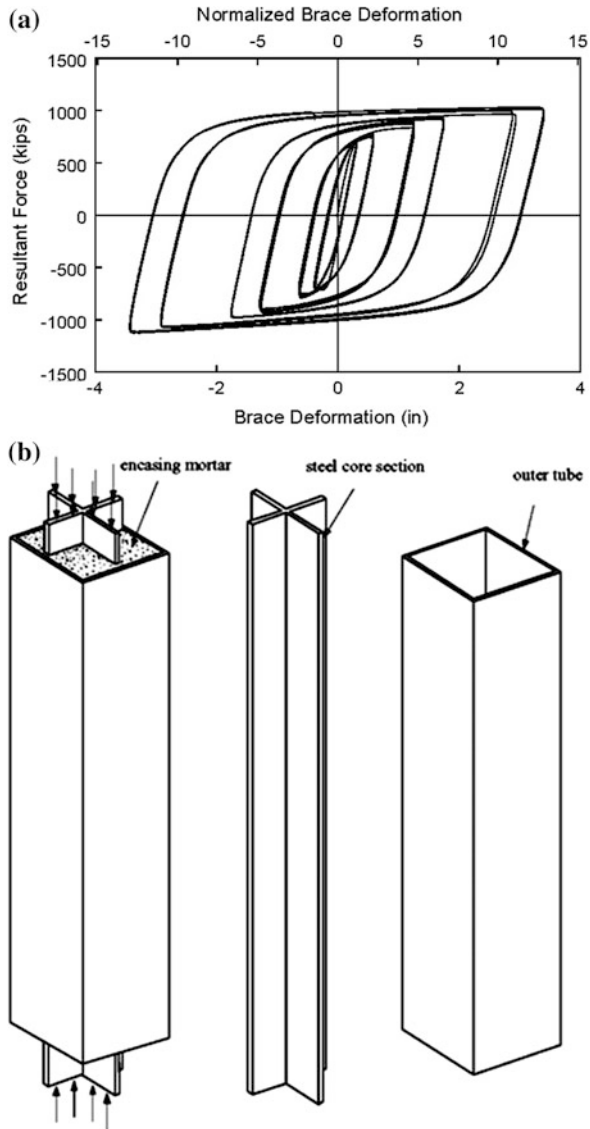 (a)
Normalized Brace Deformation
-15 -10 -5 0 5 10 15
Resultant Force (kips)
1500
1000
500
0
-500
-1000
-1500
-4 -2 0 2 4
Brace Deformation (in)
(b)
encasing mortar
steel core section
outer tube